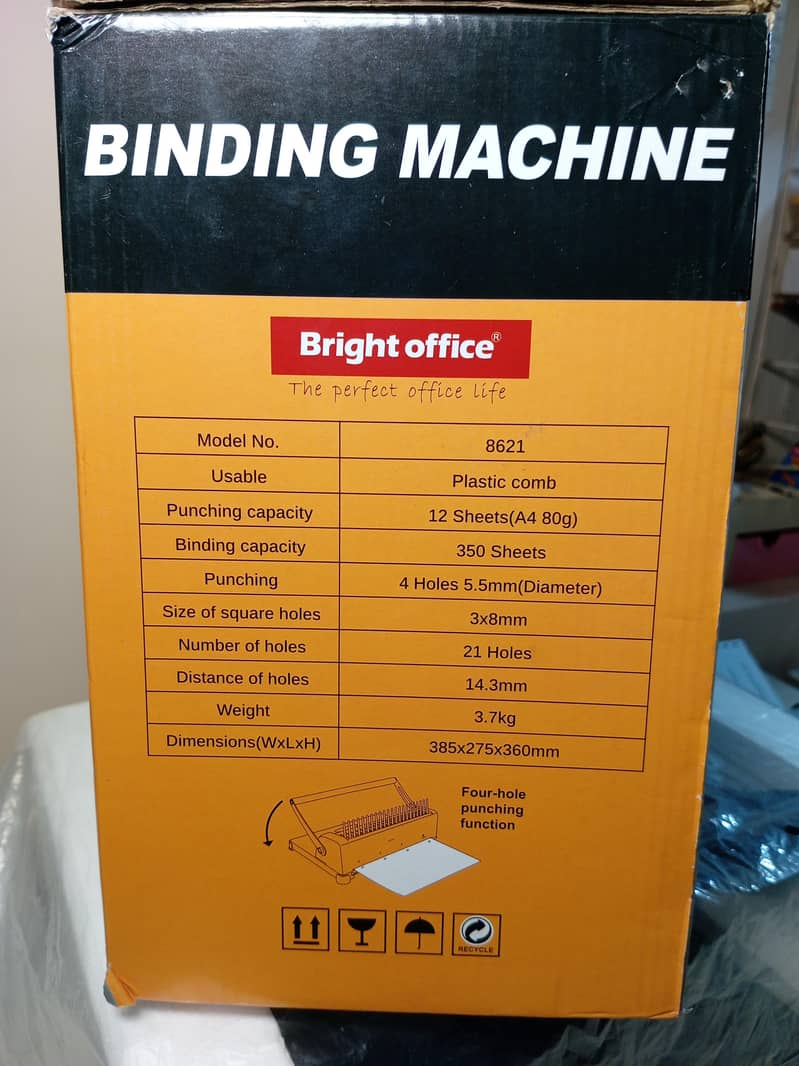 BINDING MACHINE
Bright office®
The perfect office life
Model No. 8621
Usable Plastic comb
Punching capacity 12 Sheets(A4 80g)
Binding capacity 350 Sheets
Punching 4 Holes 5.5mm(Diameter)
Size of square holes 3x8mm
Number of holes 21 Holes
Distance of holes 14.3mm
Weight 3.7kg
Dimensions(WxLxH) 385x275x360mm
Four-hole
punching
function
RECYCLE